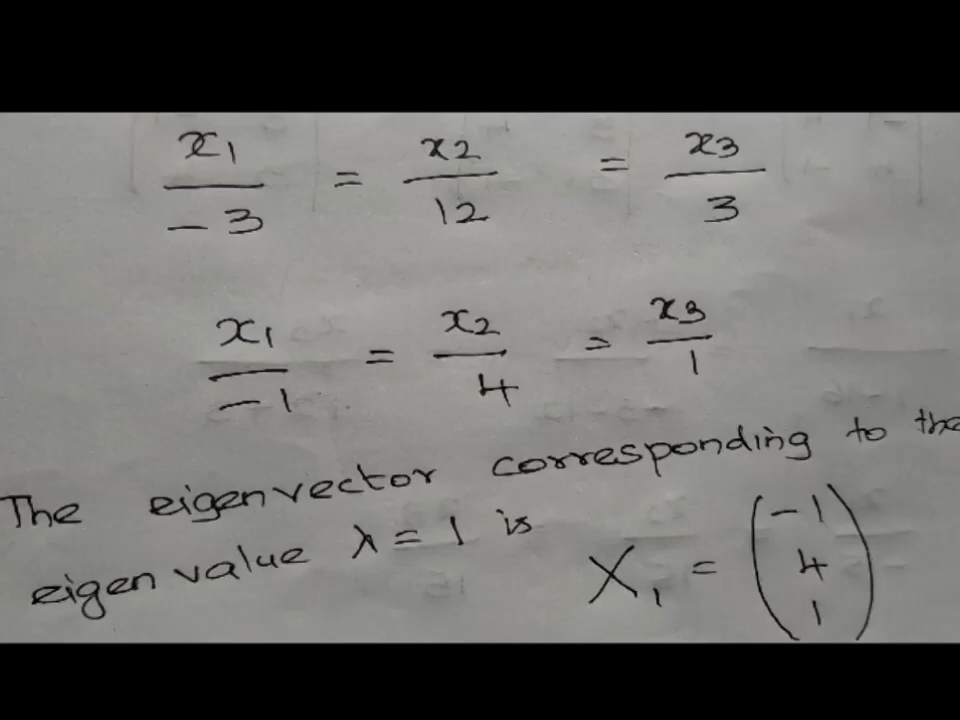 x₁/−3 = x₂/12 = x₃/3
x₁/−1 = x₂/4 = x₃/1
The eigenvector corresponding to the
eigen value λ = 1 is X₁ = (−1 4 1)